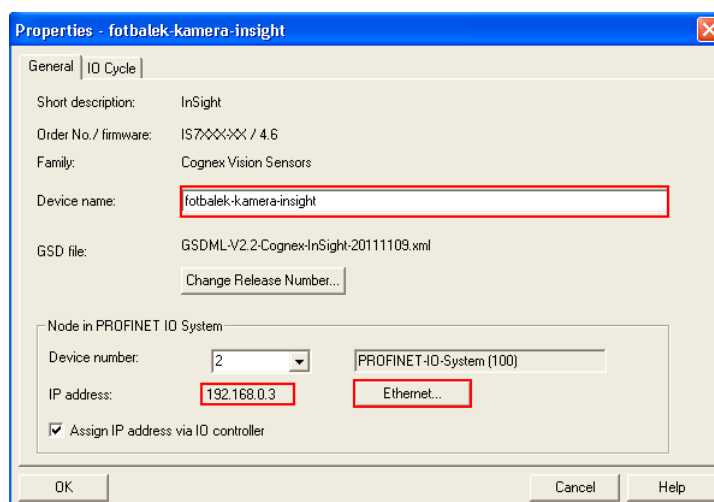 Properties - fotbalek-kamera-insight
General IO Cycle
Short description: InSight
Order No./ firmware: IS7XXX-XX / 4.6
Family: Cognex Vision Sensors
Device name: fotbalek-kamera-insight
GSD file: GSDML-V2.2-Cognex-InSight-20111109.xml
Change Release Number...
Node in PROFINET IO System
Device number: 2 PROFINET-IO-System (100)
IP address: 192.168.0.3 Ethernet...
Assign IP address via IO controller
OK Cancel Help